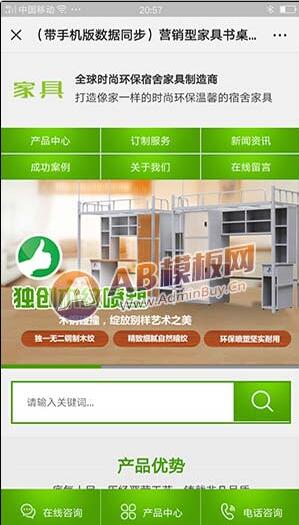 中国移动
20:57
（带手机版数据同步）营销型家具书桌...
家具
全球时尚环保宿舍家具制造商
打造像家一样的时尚环保温馨的宿舍家具
产品中心
订制服务
新闻资讯
成功案例
关于我们
在线留言
AB模板网
AdminBuy.Cn
独创
绽放别样艺术之美
独一无二钢制木纹
精致细腻自然暗纹
环保喷塑坚实耐用
请输入关键词...
产品优势
在线咨询
产品中心
电话咨询